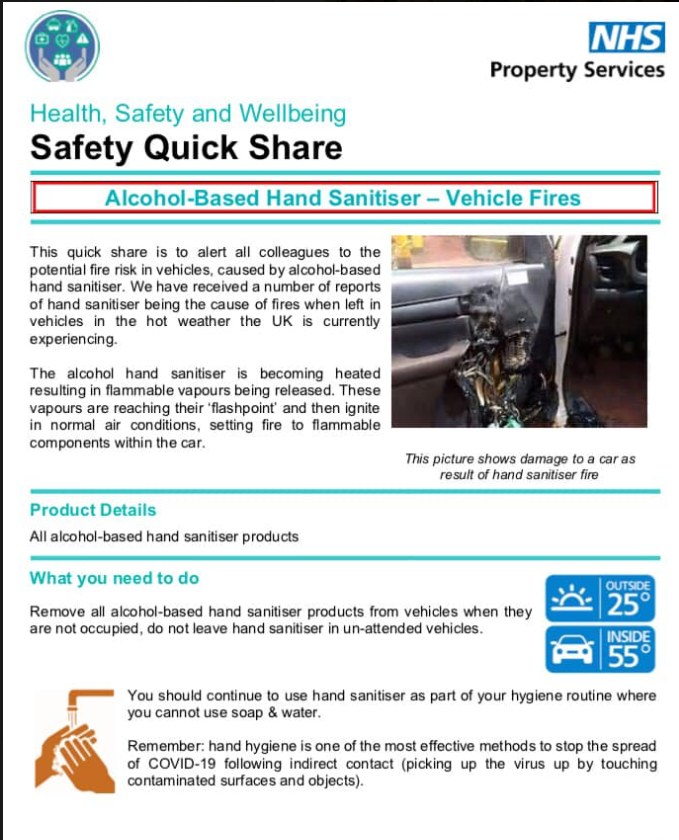 NHS
Property Services
Health, Safety and Wellbeing
Safety Quick Share
Alcohol-Based Hand Sanitiser – Vehicle Fires
This quick share is to alert all colleagues to the
potential fire risk in vehicles, caused by alcohol-based
hand sanitiser. We have received a number of reports
of hand sanitiser being the cause of fires when left in
vehicles in the hot weather the UK is currently
experiencing.
The alcohol hand sanitiser is becoming heated
resulting in flammable vapours being released. These
vapours are reaching their ‘flashpoint’ and then ignite
in normal air conditions, setting fire to flammable
components within the car.
This picture shows damage to a car as
result of hand sanitiser fire
Product Details
All alcohol-based hand sanitiser products
What you need to do
Remove all alcohol-based hand sanitiser products from vehicles when they
are not occupied, do not leave hand sanitiser in un-attended vehicles.
OUTSIDE
25°
INSIDE
55°
You should continue to use hand sanitiser as part of your hygiene routine where
you cannot use soap & water.
Remember: hand hygiene is one of the most effective methods to stop the spread
of COVID-19 following indirect contact (picking up the virus up by touching
contaminated surfaces and objects).